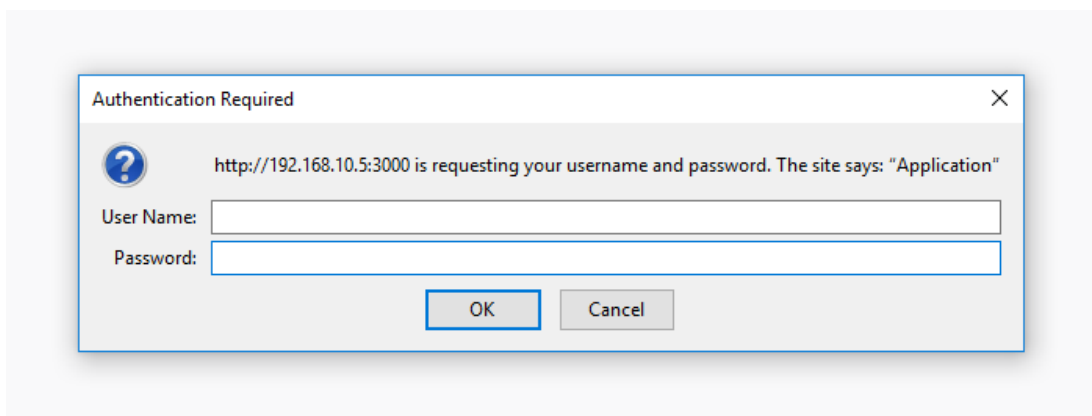 Authentication Required
http://192.168.10.5:3000 is requesting your username and password. The site says: “Application“
User Name:
Password:
OK Cancel